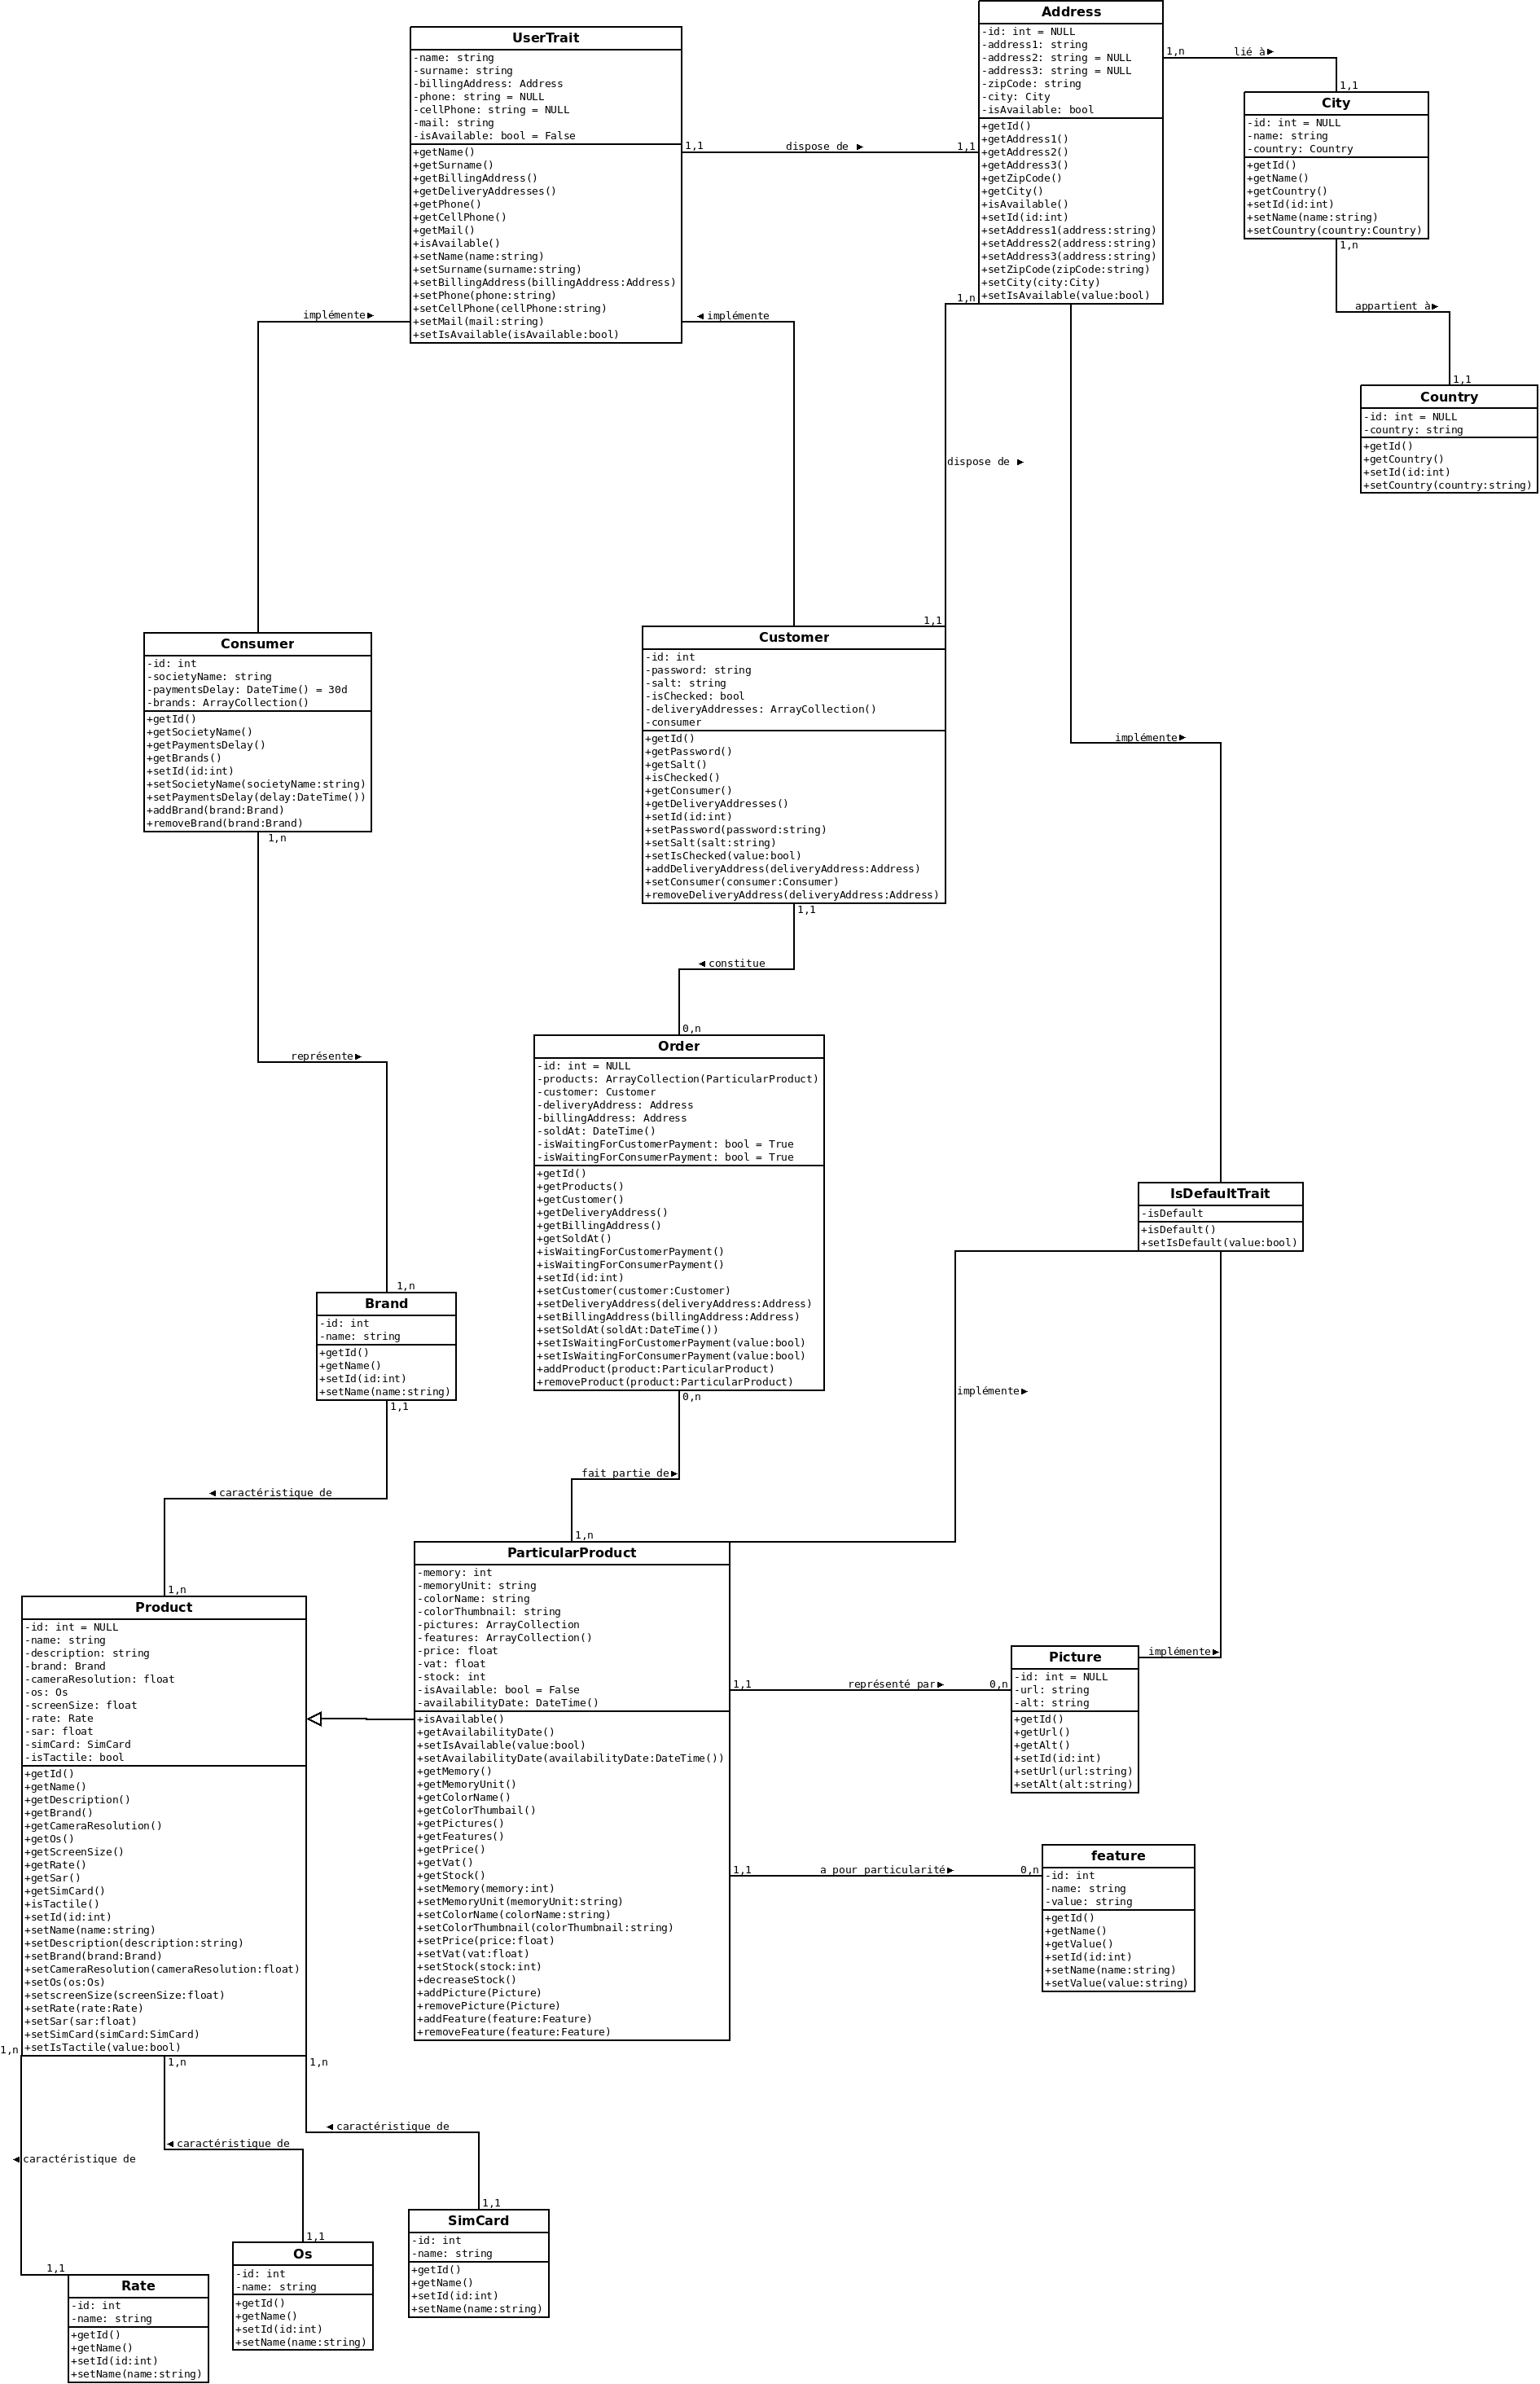 UserTrait
-name: string
-surname: string
-billingAddress: Address
-phone: string = NULL
-cellPhone: string = NULL
-mail: string
-isAvailable: bool = False
+getName()
+getSurname()
+getBillingAddress()
+getDeliveryAddresses()
+getPhone()
+getCellPhone()
+getMail()
+isAvailable()
+setName(name:string)
+setSurname(surname:string)
+setBillingAddress(billingAddress:Address)
+setPhone(phone:string)
+setCellPhone(cellPhone:string)
+setMail(mail:string)
+setIsAvailable(isAvailable:bool)
1,1
dispose de ►
1,1
Address
-id: int = NULL
-address1: string
-address2: string = NULL
-address3: string = NULL
-zipCode: string
-city: City
-isAvailable: bool
+getId()
+getAddress1()
+getAddress2()
+getAddress3()
+getZipCode()
+getCity()
+isAvailable()
+setId(id:int)
+setAddress1(address:string)
+setAddress2(address:string)
+setAddress3(address:string)
+setZipCode(zipCode:string)
+setCity(city:City)
+setIsAvailable(value:bool)
1,n
lié à►
1,1
City
-id: int = NULL
-name: string
-country: Country
+getId()
+getName()
+getCountry()
+setId(id:int)
+setName(name:string)
+setCountry(country:Country)
1,n
appartient à►
1,1
Country
-id: int = NULL
-country: string
+getId()
+getCountry()
+setId(id:int)
+setCountry(country:string)
implémente►
◄implémente
1,n
dispose de ►
1,1
implémente►
Consumer
-id: int
-societyName: string
-paymentsDelay: DateTime() = 30d
-brands: ArrayCollection()
+getId()
+getSocietyName()
+getPaymentsDelay()
+getBrands()
+setId(id:int)
+setSocietyName(societyName:string)
+setPaymentsDelay(delay:DateTime())
+addBrand(brand:Brand)
+removeBrand(brand:Brand)
1,n
représente►
1,n
Customer
-id: int
-password: string
-salt: string
-isChecked: bool
-deliveryAddresses: ArrayCollection()
-consumer
+getId()
+getPassword()
+getSalt()
+isChecked()
+getConsumer()
+getDeliveryAddresses()
+setId(id:int)
+setPassword(password:string)
+setSalt(salt:string)
+setIsChecked(value:bool)
+addDeliveryAddress(deliveryAddress:Address)
+setConsumer(consumer:Consumer)
+removeDeliveryAddress(deliveryAddress:Address)
1,1
◄constitue
0,n
Order
-id: int = NULL
-products: ArrayCollection(ParticularProduct)
-customer: Customer
-deliveryAddress: Address
-billingAddress: Address
-soldAt: DateTime()
-isWaitingForCustomerPayment: bool = True
-isWaitingForConsumerPayment: bool = True
+getId()
+getProducts()
+getCustomer()
+getDeliveryAddress()
+getBillingAddress()
+getSoldAt()
+isWaitingForCustomerPayment()
+isWaitingForConsumerPayment()
+setId(id:int)
+setCustomer(customer:Customer)
+setDeliveryAddress(deliveryAddress:Address)
+setBillingAddress(billingAddress:Address)
+setSoldAt(soldAt:DateTime())
+setIsWaitingForCustomerPayment(value:bool)
+setIsWaitingForConsumerPayment(value:bool)
+addProduct(product:ParticularProduct)
+removeProduct(product:ParticularProduct)
0,n
fait partie de►
1,n
IsDefaultTrait
-isDefault
+isDefault()
+setIsDefault(value:bool)
implémente►
implémente►
Brand
-id: int
-name: string
+getId()
+getName()
+setId(id:int)
+setName(name:string)
1,1
◄caractéristique de
1,n
Product
-id: int = NULL
-name: string
-description: string
-brand: Brand
-cameraResolution: float
-os: Os
-screenSize: float
-rate: Rate
-sar: float
-simCard: SimCard
-isTactile: bool
+getId()
+getName()
+getDescription()
+getBrand()
+getCameraResolution()
+getOs()
+getScreenSize()
+getRate()
+getSar()
+getSimCard()
+isTactile()
+setId(id:int)
+setName(name:string)
+setDescription(description:string)
+setBrand(brand:Brand)
+setCameraResolution(cameraResolution:float)
+setOs(os:Os)
+setscreenSize(screenSize:float)
+setRate(rate:Rate)
+setSar(sar:float)
+setSimCard(simCard:SimCard)
+setIsTactile(value:bool)
ParticularProduct
-memory: int
-memoryUnit: string
-colorName: string
-colorThumbnail: string
-pictures: ArrayCollection
-features: ArrayCollection()
-price: float
-vat: float
-stock: int
-isAvailable: bool = False
-availabilityDate: DateTime()
+isAvailable()
+getAvailabilityDate()
+setIsAvailable(value:bool)
+setAvailabilityDate(availabilityDate:DateTime())
+getMemory()
+getMemoryUnit()
+getColorName()
+getColorThumbail()
+getPictures()
+getFeatures()
+getPrice()
+getVat()
+getStock()
+setMemory(memory:int)
+setMemoryUnit(memoryUnit:string)
+setColorName(colorName:string)
+setColorThumbnail(colorThumbnail:string)
+setPrice(price:float)
+setVat(vat:float)
+setStock(stock:int)
+decreaseStock()
+addPicture(Picture)
+removePicture(Picture)
+addFeature(feature:Feature)
+removeFeature(feature:Feature)
1,1
représenté par►
0,n
Picture
-id: int = NULL
-url: string
-alt: string
+getId()
+getUrl()
+getAlt()
+setId(id:int)
+setUrl(url:string)
+setAlt(alt:string)
1,1
a pour particularité►
0,n
feature
-id: int
-name: string
-value: string
+getId()
+getName()
+getValue()
+setId(id:int)
+setName(name:string)
+setValue(value:string)
1,n
1,n
1,n
◄caractéristique de
◄caractéristique de
◄caractéristique de
1,1
SimCard
-id: int
-name: string
+getId()
+getName()
+setId(id:int)
+setName(name:string)
1,1
Os
-id: int
-name: string
+getId()
+getName()
+setId(id:int)
+setName(name:string)
1,1
Rate
-id: int
-name: string
+getId()
+getName()
+setId(id:int)
+setName(name:string)